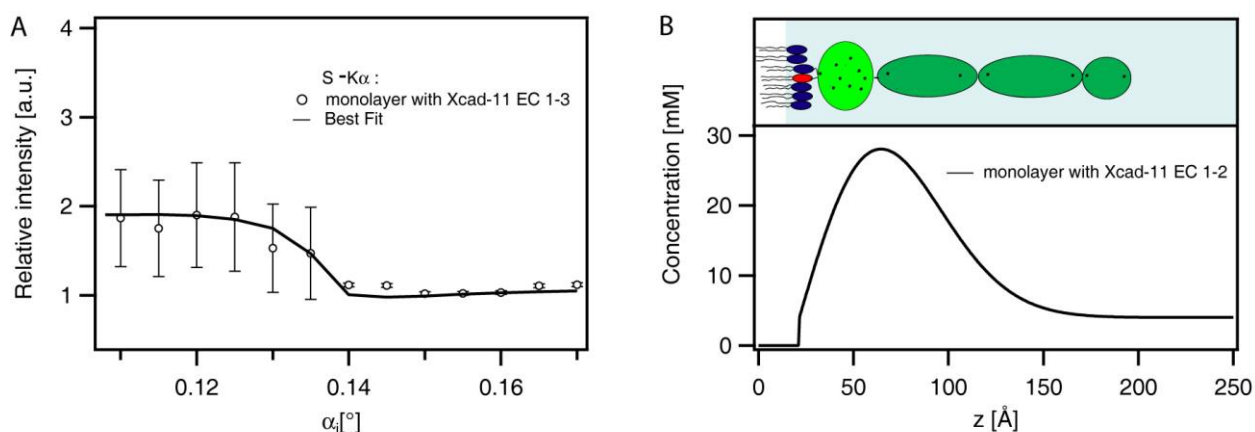 A
4
3
2
1
Relative intensity [a.u.]
S -Kα :
monolayer with Xcad-11 EC 1-3
Best Fit
0.12
0.14
0.16
αi[°]
B
30
20
10
0
Concentration [mM]
monolayer with Xcad-11 EC 1-2
0
50
100
150
200
250
z [Å]